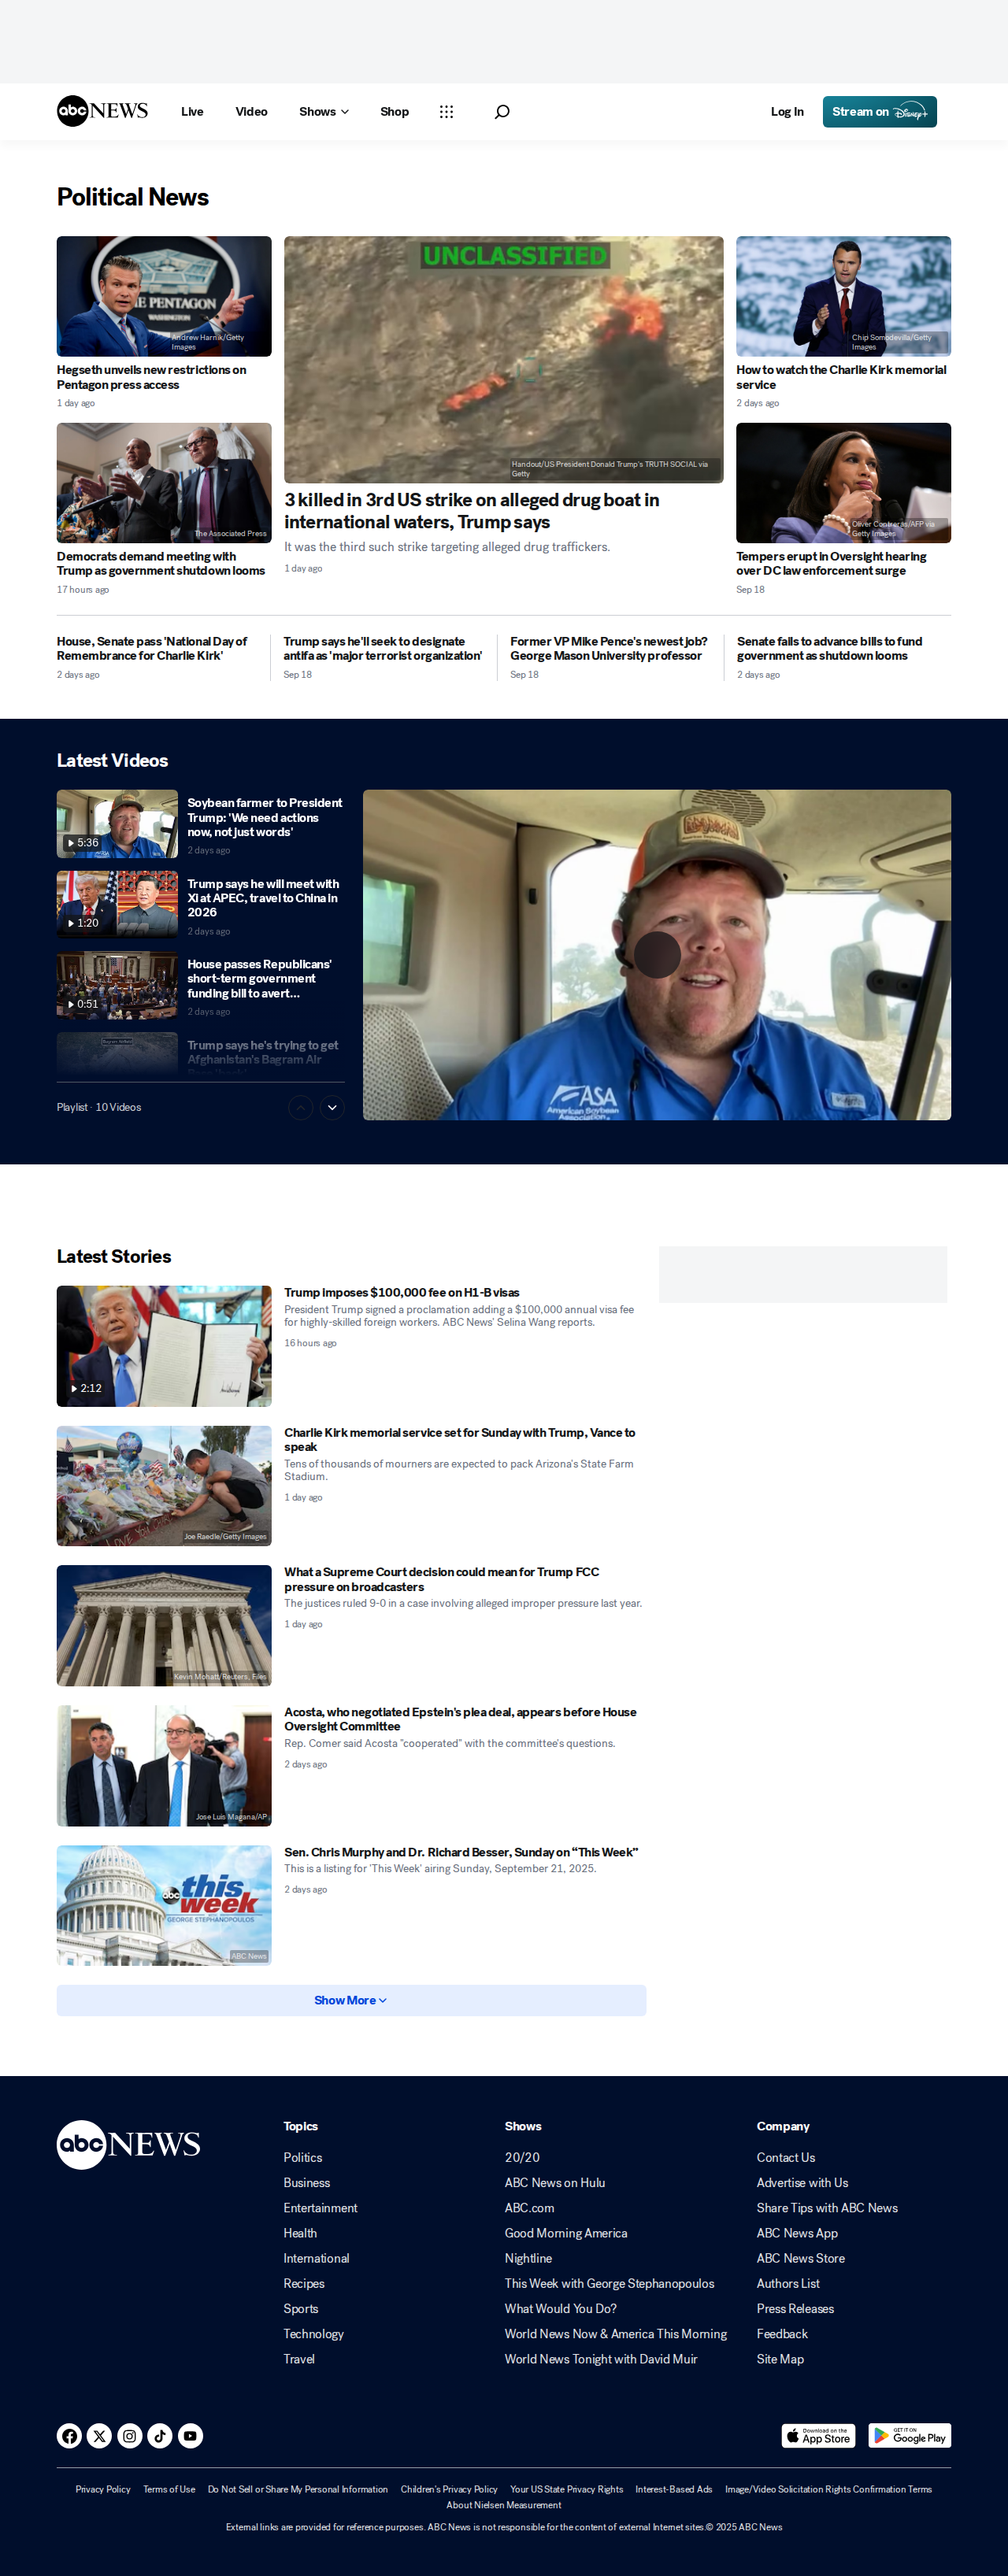 abc NEWS
Live
Video
Shows
Shop
Log In
Stream on Disney+
Political News
THE PENTAGON
WASHINGTON
Andrew Harnik/Getty
Images
Hegseth unveils new restrictions on
Pentagon press access
1 day ago
The Associated Press
Democrats demand meeting with
Trump as government shutdown looms
17 hours ago
UNCLASSIFIED
Handout/US President Donald Trump's TRUTH SOCIAL via
Getty
3 killed in 3rd US strike on alleged drug boat in
international waters, Trump says
It was the third such strike targeting alleged drug traffickers.
1 day ago
Chip Somodevilla/Getty
Images
How to watch the Charlie Kirk memorial
service
2 days ago
Oliver Contreras/AFP via
Getty Images
Tempers erupt in Oversight hearing
over DC law enforcement surge
Sep 18
House, Senate pass 'National Day of
Remembrance for Charlie Kirk'
2 days ago
Trump says he'll seek to designate
antifa as 'major terrorist organization'
Sep 18
Former VP Mike Pence's newest job?
George Mason University professor
Sep 18
Senate fails to advance bills to fund
government as shutdown looms
2 days ago
Latest Videos
5:36
Soybean farmer to President
Trump: 'We need actions
now, not just words'
2 days ago
1:20
Trump says he will meet with
Xi at APEC, travel to China in
2026
2 days ago
0:51
House passes Republicans'
short-term government
funding bill to avert...
2 days ago
Trump says he's trying to get
Afghanistan's Bagram Air
Playlist · 10 Videos
ASA
American Soybean
Association
Latest Stories
2:12
Trump imposes $100,000 fee on H1-B visas
President Trump signed a proclamation adding a $100,000 annual visa fee
for highly-skilled foreign workers. ABC News' Selina Wang reports.
16 hours ago
Joe Raedle/Getty Images
Charlie Kirk memorial service set for Sunday with Trump, Vance to
speak
Tens of thousands of mourners are expected to pack Arizona's State Farm
Stadium.
1 day ago
Kevin Mohatt/Reuters, Files
What a Supreme Court decision could mean for Trump FCC
pressure on broadcasters
The justices ruled 9-0 in a case involving alleged improper pressure last year.
1 day ago
Jose Luis Magana/AP
Acosta, who negotiated Epstein's plea deal, appears before House
Oversight Committee
Rep. Comer said Acosta "cooperated" with the committee's questions.
2 days ago
abc this
week
GEORGE STEPHANOPOULOS
ABC News
Sen. Chris Murphy and Dr. Richard Besser, Sunday on “This Week”
This is a listing for 'This Week' airing Sunday, September 21, 2025.
2 days ago
Show More
abc NEWS
Topics
Politics
Business
Entertainment
Health
International
Recipes
Sports
Technology
Travel
Shows
20/20
ABC News on Hulu
ABC.com
Good Morning America
Nightline
This Week with George Stephanopoulos
What Would You Do?
World News Now & America This Morning
World News Tonight with David Muir
Company
Contact Us
Advertise with Us
Share Tips with ABC News
ABC News App
ABC News Store
Authors List
Press Releases
Feedback
Site Map
Download on the
App Store
GET IT ON
Google Play
Privacy Policy
Terms of Use
Do Not Sell or Share My Personal Information
Children's Privacy Policy
Your US State Privacy Rights
Interest-Based Ads
Image/Video Solicitation Rights Confirmation Terms
About Nielsen Measurement
External links are provided for reference purposes. ABC News is not responsible for the content of external Internet sites.© 2025 ABC News